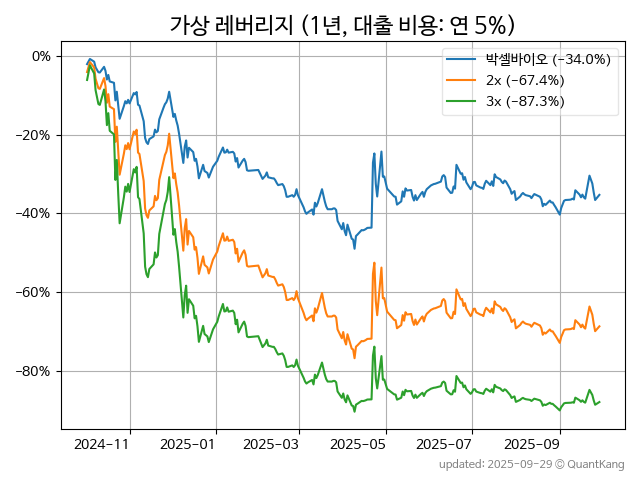 가상 레버리지 (1년, 대출 비용: 연 5%)
박셀바이오 (−34.0%)
2x (−67.4%)
3x (−87.3%)
0%
−20%
−40%
−60%
−80%
2024-11 2025-01 2025-03 2025-05 2025-07 2025-09
updated: 2025-09-29 © QuantKang